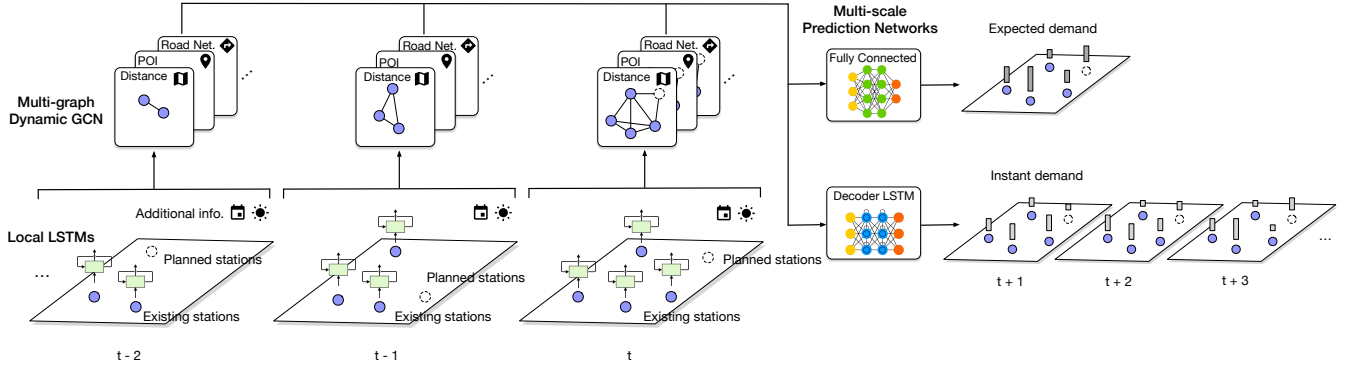 Road Net.
POI
Distance
...
Road Net.
POI
Distance
...
Road Net.
POI
Distance
...
Multi-graph
Dynamic GCN
Multi-scale
Prediction Networks
Fully Connected
Expected demand
Decoder LSTM
Instant demand
t + 1
t + 2
t + 3
...
Local LSTMs
...
Additional info.
Planned stations
Existing stations
Planned stations
Existing stations
Planned stations
Existing stations
t - 2
t - 1
t